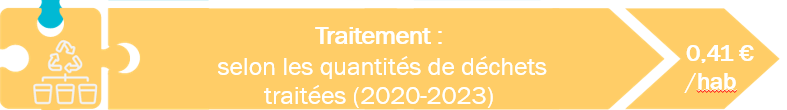 Traitement :
selon les quantités de déchets
traitées (2020-2023)
0,41 €
/hab